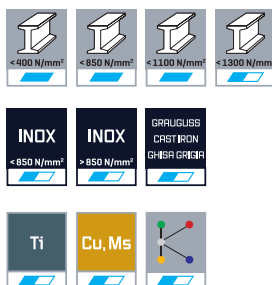 <400 N/mm² <850 N/mm² <1100 N/mm² <1300 N/mm²
INOX INOX GRAUGUSS
CAST IRON
GHISA GRIGIA
<850 N/mm² >850 N/mm²
Ti Cu, Ms